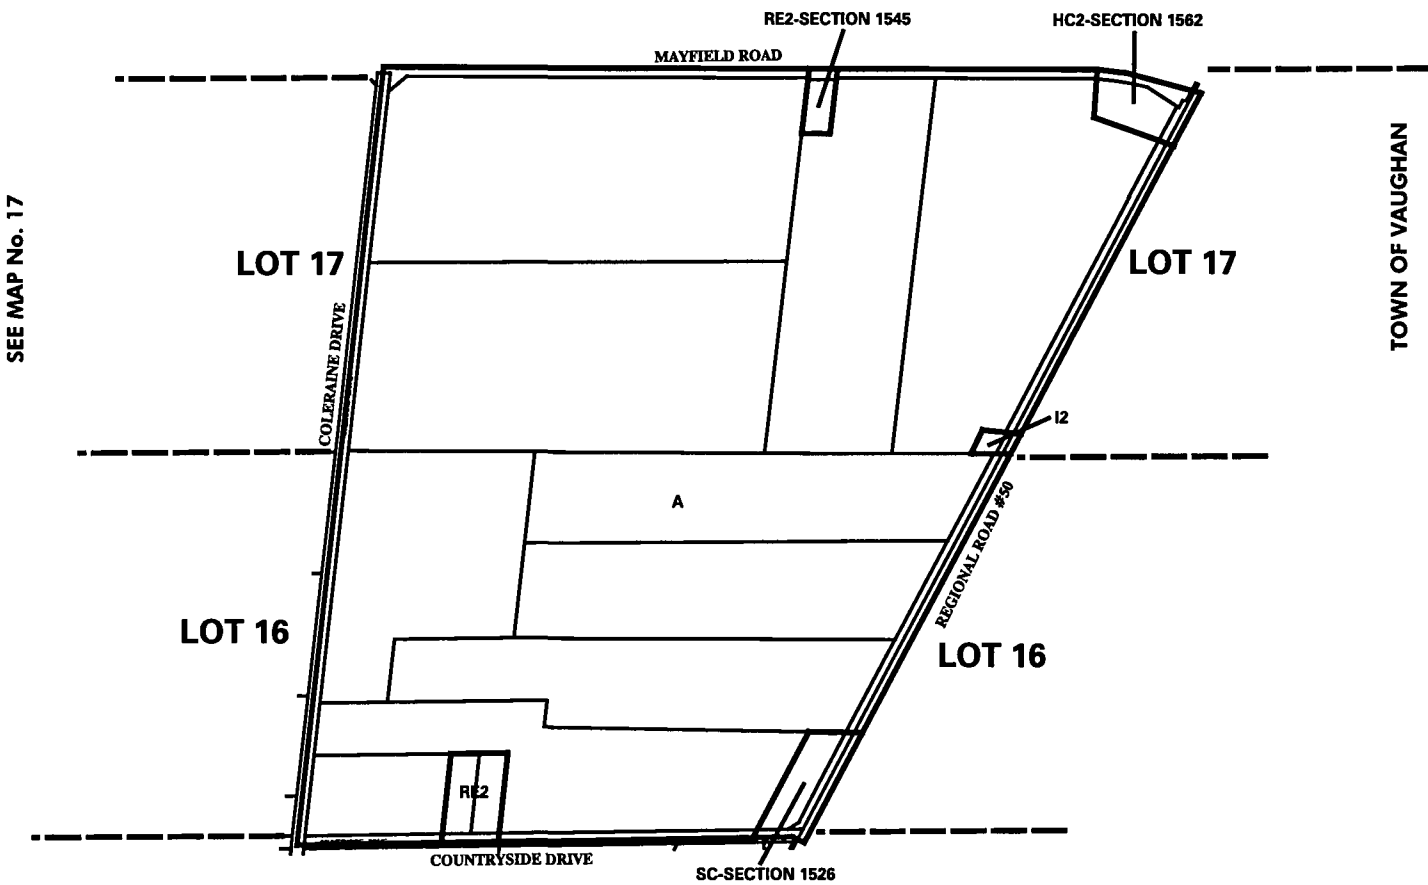 RE2-SECTION 1545
HC2-SECTION 1562
MAYFIELD ROAD
SEE MAP No. 17
TOWN OF VAUGHAN
LOT 17
LOT 17
COLERAINE DRIVE
I2
A
REGIONAL ROAD #50
LOT 16
LOT 16
RE2
COUNTRYSIDE DRIVE
SC-SECTION 1526